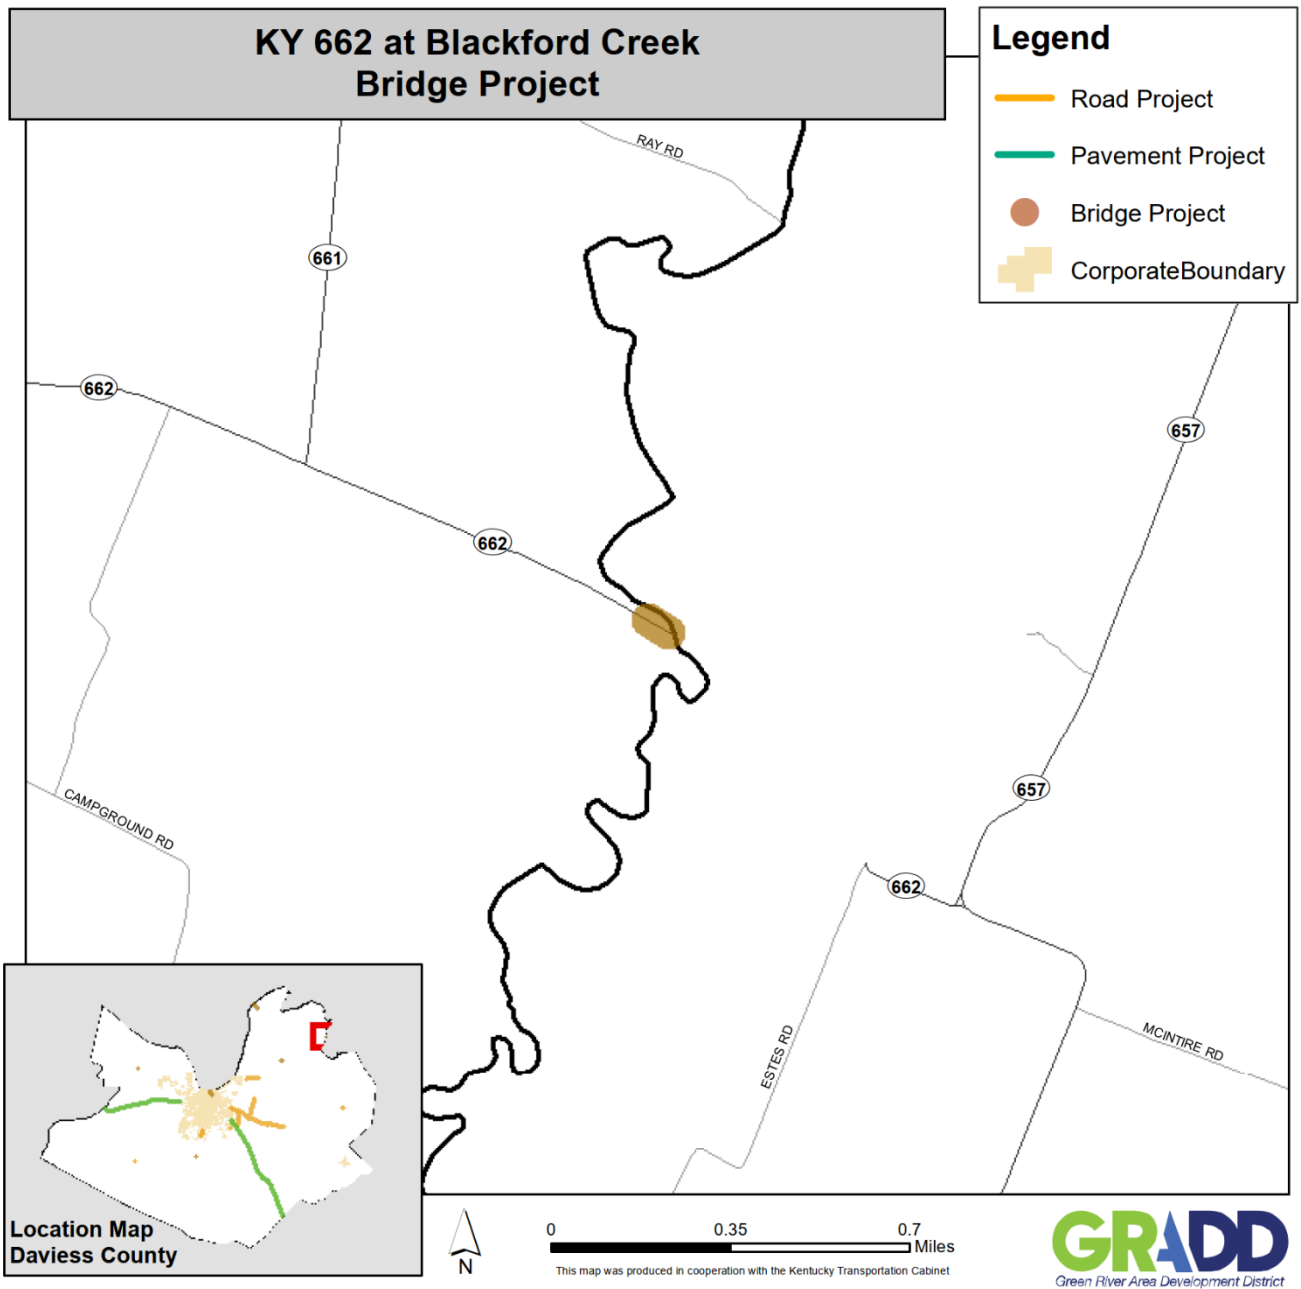 KY 662 at Blackford Creek
Bridge Project
Legend
Road Project
Pavement Project
Bridge Project
CorporateBoundary
RAY RD
661
662
657
662
657
CAMPGROUND RD
662
ESTES RD
MCINTIRE RD
Location Map
Daviess County
N
0 0.35 0.7
Miles
This map was produced in cooperation with the Kentucky Transportation Cabinet
GRADD
Green River Area Development District